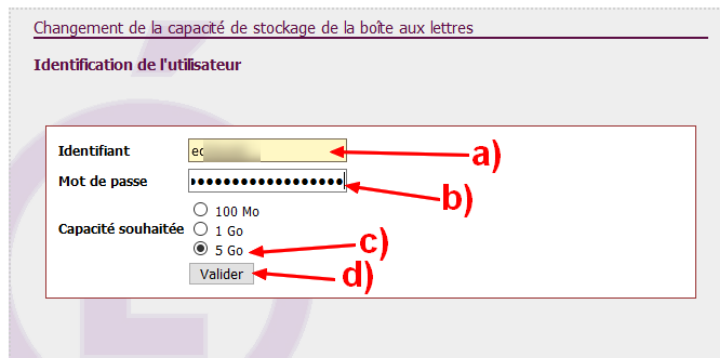 Changement de la capacité de stockage de la boîte aux lettres
Identification de l'utilisateur
Identifiant
a)
Mot de passe ••••••••••••••••••
b)
100 Mo
Capacité souhaitée 1 Go
5 Go
c)
Valider
d)